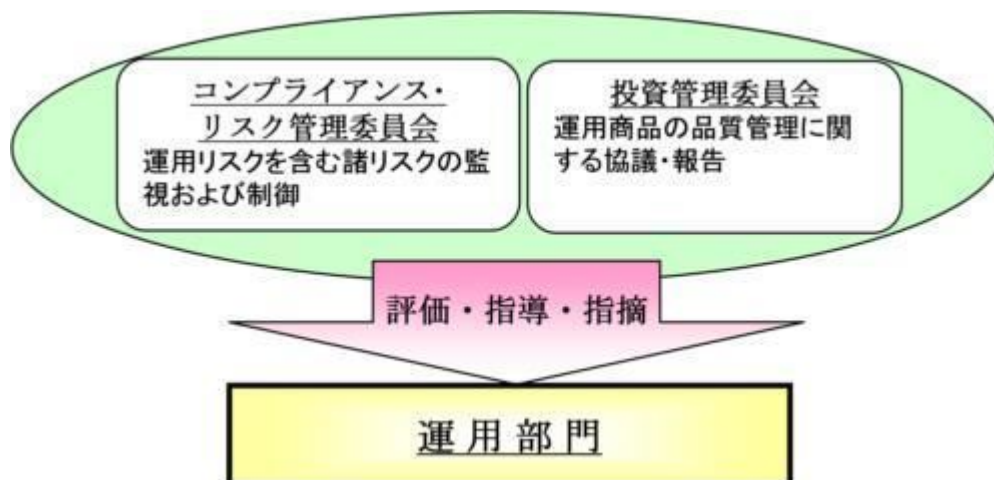 コンプライアンス・
リスク管理委員会
運用リスクを含む諸リスクの監
視および制御
投資管理委員会
運用商品の品質管理に関
する協議・報告
評価・指導・指摘
運用部門